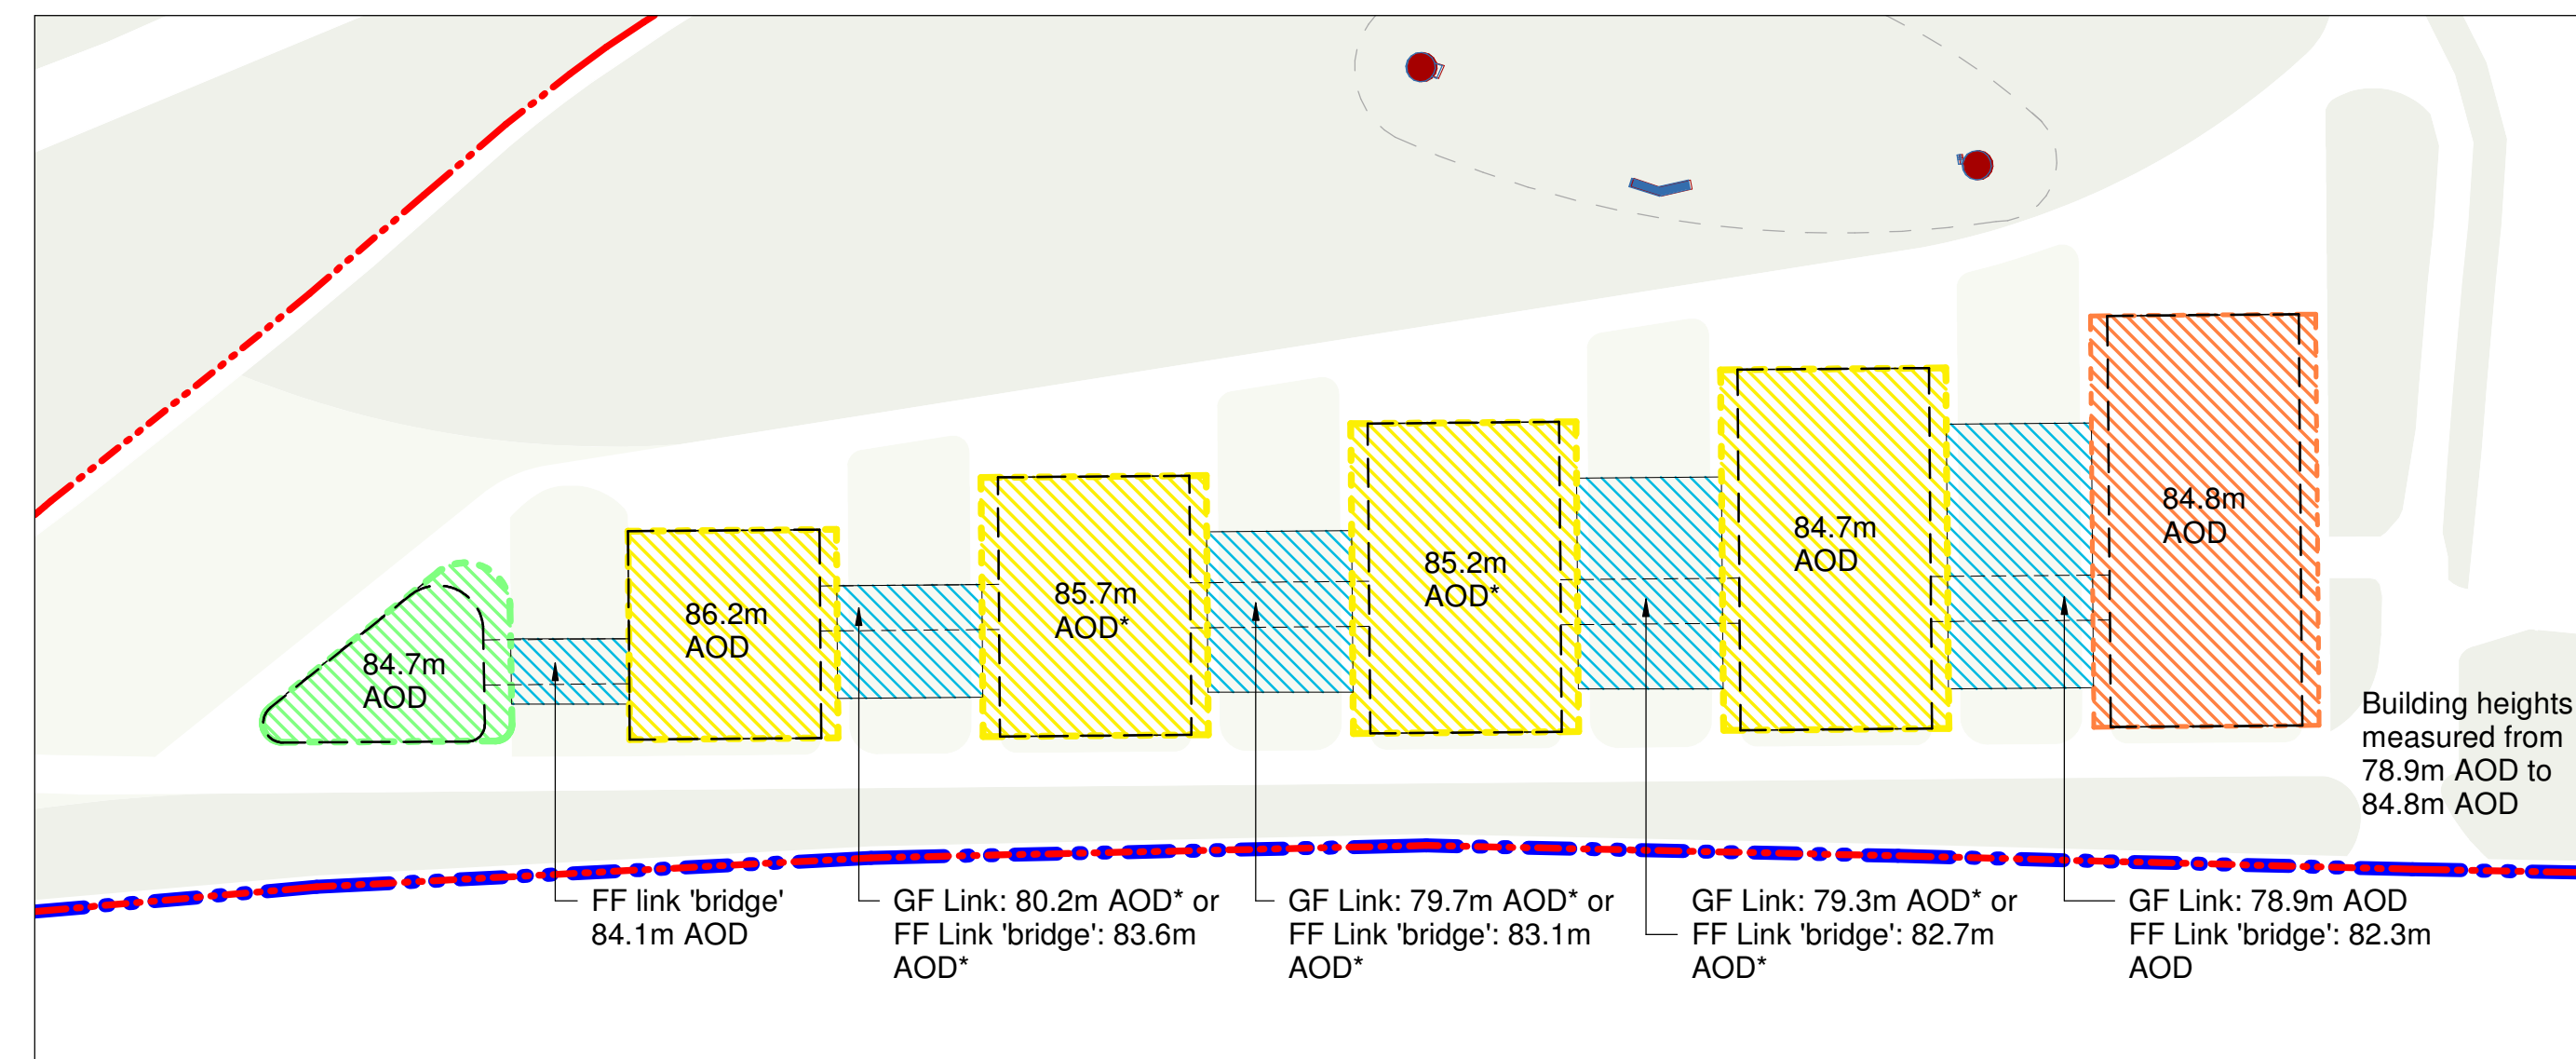 84.7m
AOD
86.2m
AOD
85.7m
AOD*
85.2m
AOD*
84.7m
AOD
84.8m
AOD
Building heights
measured from
78.9m AOD to
84.8m AOD
FF link 'bridge'
84.1m AOD
GF Link: 80.2m AOD* or
FF Link 'bridge': 83.6m
AOD*
GF Link: 79.7m AOD* or
FF Link 'bridge': 83.1m
AOD*
GF Link: 79.3m AOD* or
FF Link 'bridge': 82.7m
AOD*
GF Link: 78.9m AOD
FF Link 'bridge': 82.3m
AOD